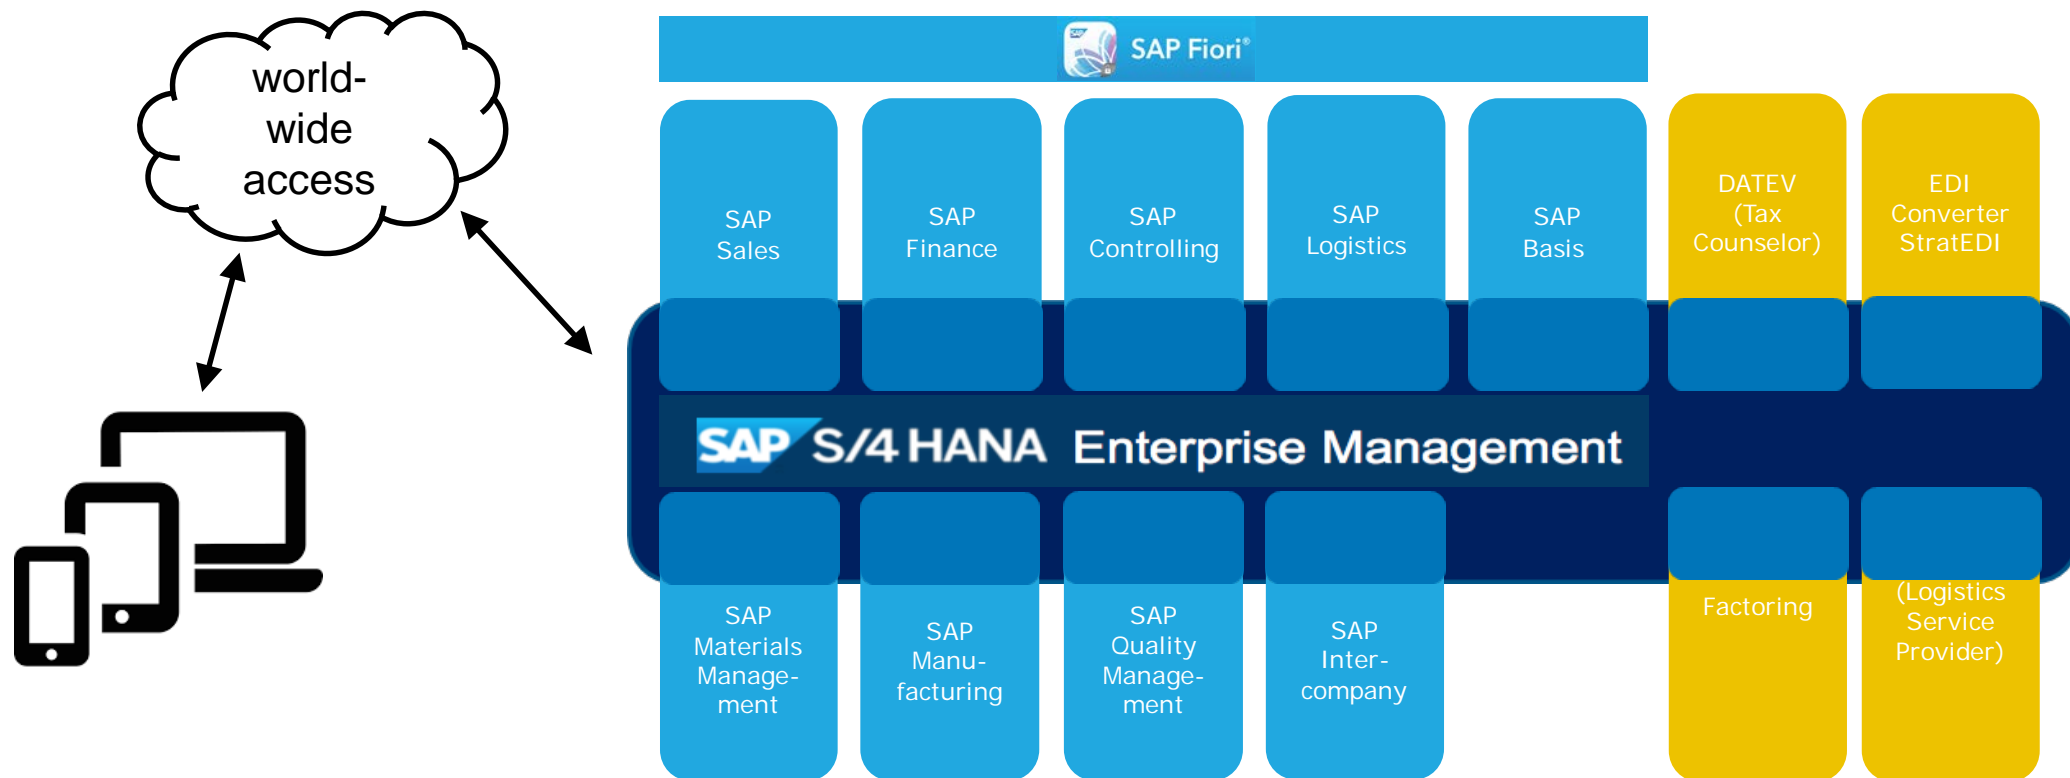 world-
wide
access
SAP Fiori®
SAP
Sales
SAP
Finance
SAP
Controlling
SAP
Logistics
SAP
Basis
DATEV
(Tax
Counselor)
EDI
Converter
StratEDI
SAP S/4 HANA Enterprise Management
SAP
Materials
Manage-
ment
SAP
Manu-
facturing
SAP
Quality
Manage-
ment
SAP
Inter-
company
Factoring
(Logistics
Service
Provider)